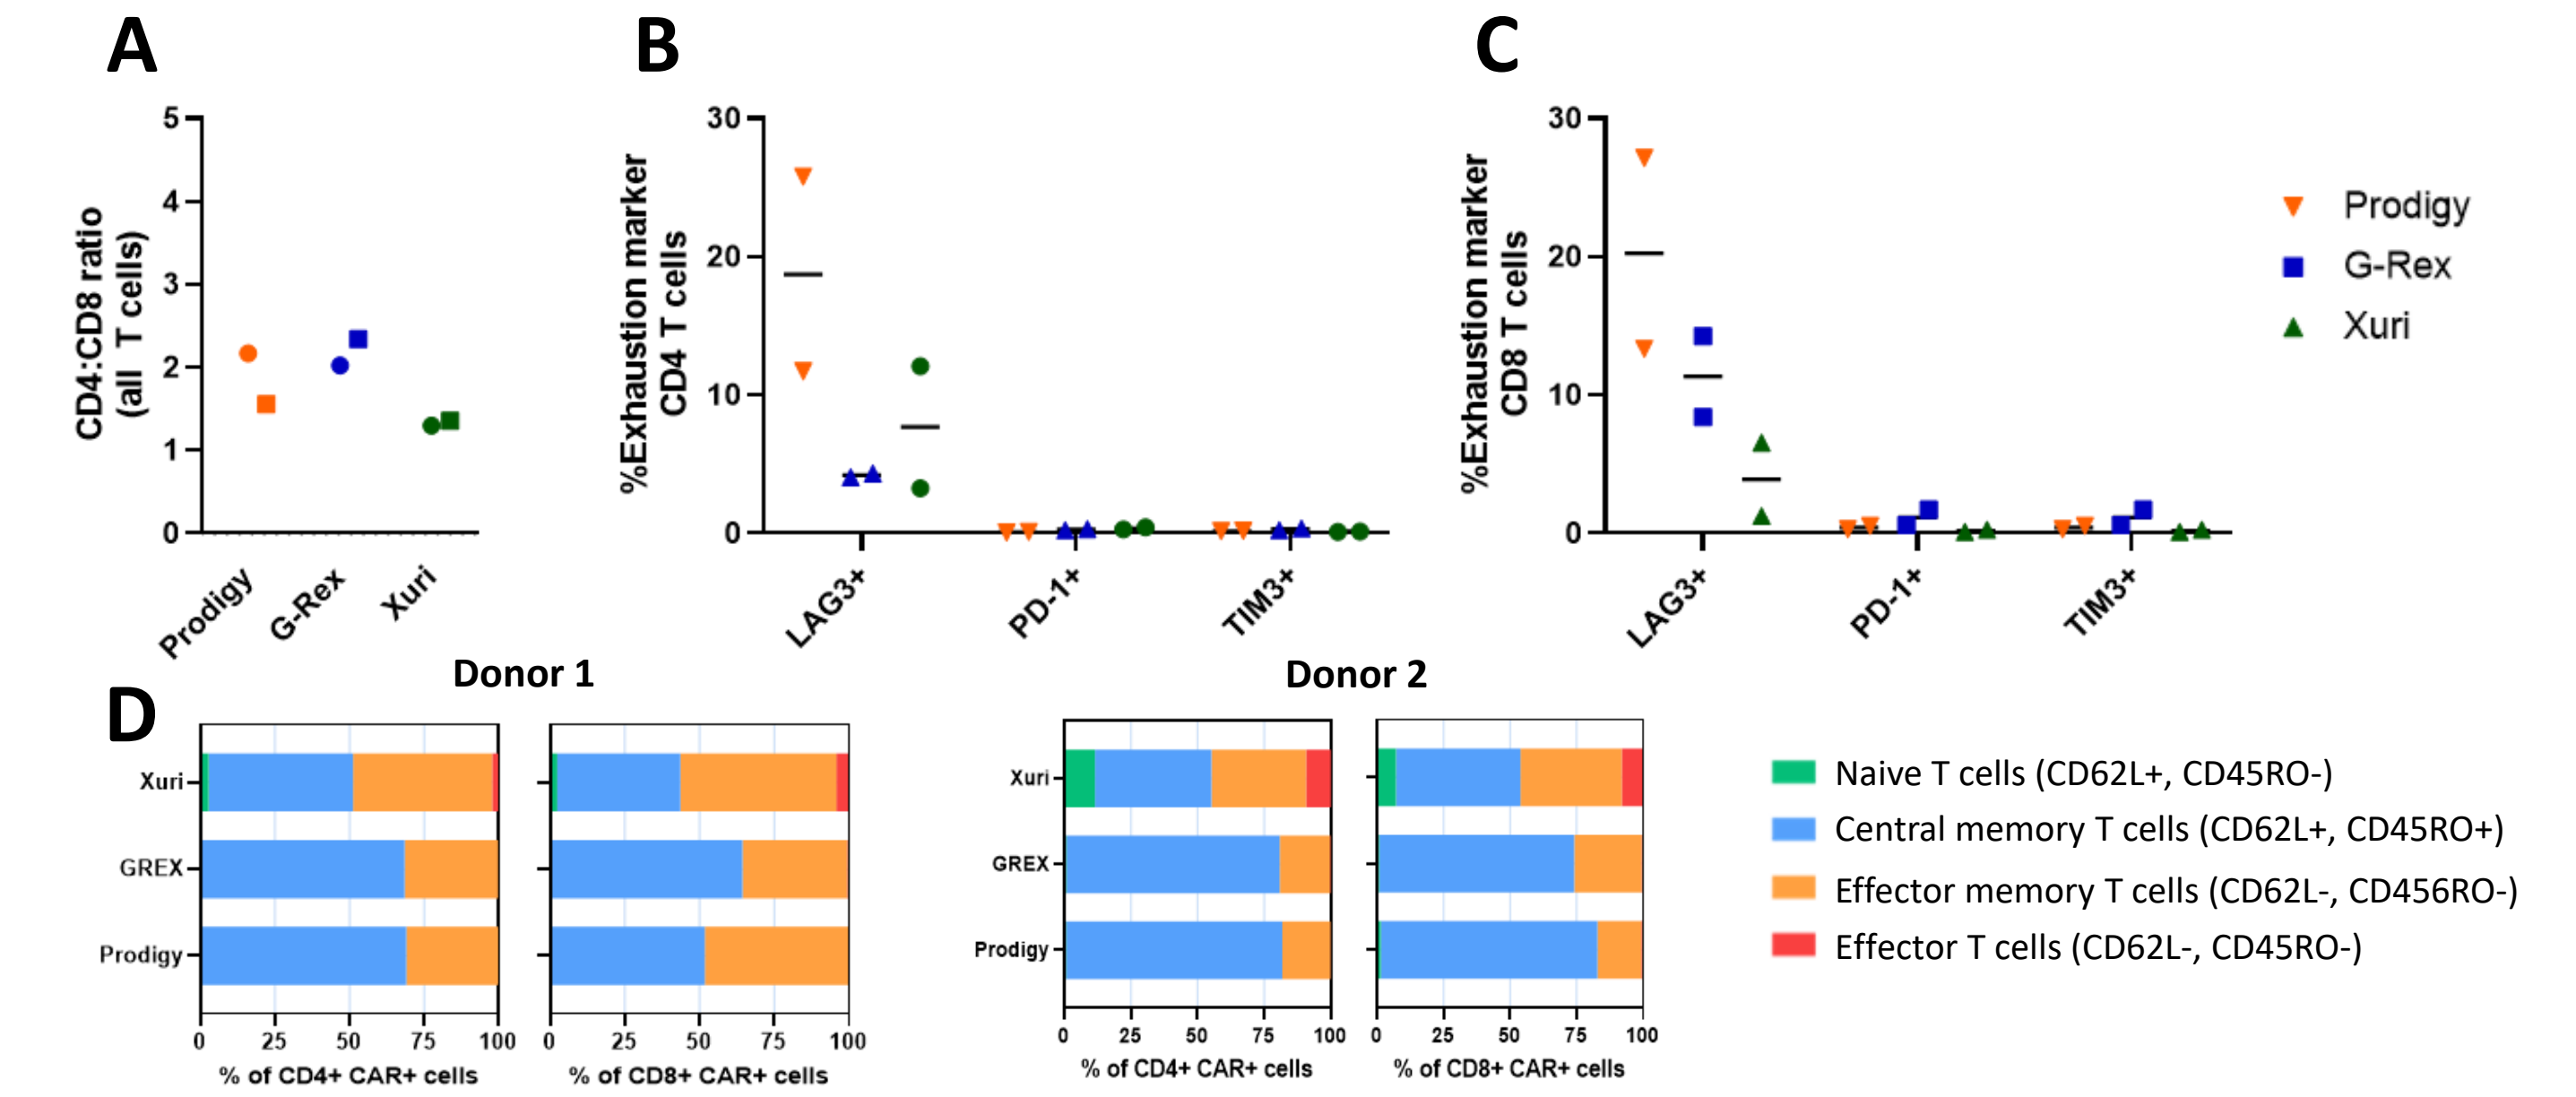 A
B
C
5
4
3
2
1
0
CD4:CD8 ratio
(all T cells)
Prodigy
G-Rex
Xuri
30
20
10
0
%Exhaustion marker
CD4 T cells
LAG3+
PD-1+
TIM3+
30
20
10
0
%Exhaustion marker
CD8 T cells
LAG3+
PD-1+
TIM3+
Prodigy
G-Rex
Xuri
D
Donor 1
Donor 2
Xuri
GREX
Prodigy
0 25 50 75 100
% of CD4+ CAR+ cells
0 25 50 75 100
% of CD8+ CAR+ cells
Xuri
GREX
Prodigy
0 25 50 75 100
% of CD4+ CAR+ cells
0 25 50 75 100
% of CD8+ CAR+ cells
Naive T cells (CD62L+, CD45RO-)
Central memory T cells (CD62L+, CD45RO+)
Effector memory T cells (CD62L-, CD456RO-)
Effector T cells (CD62L-, CD45RO-)